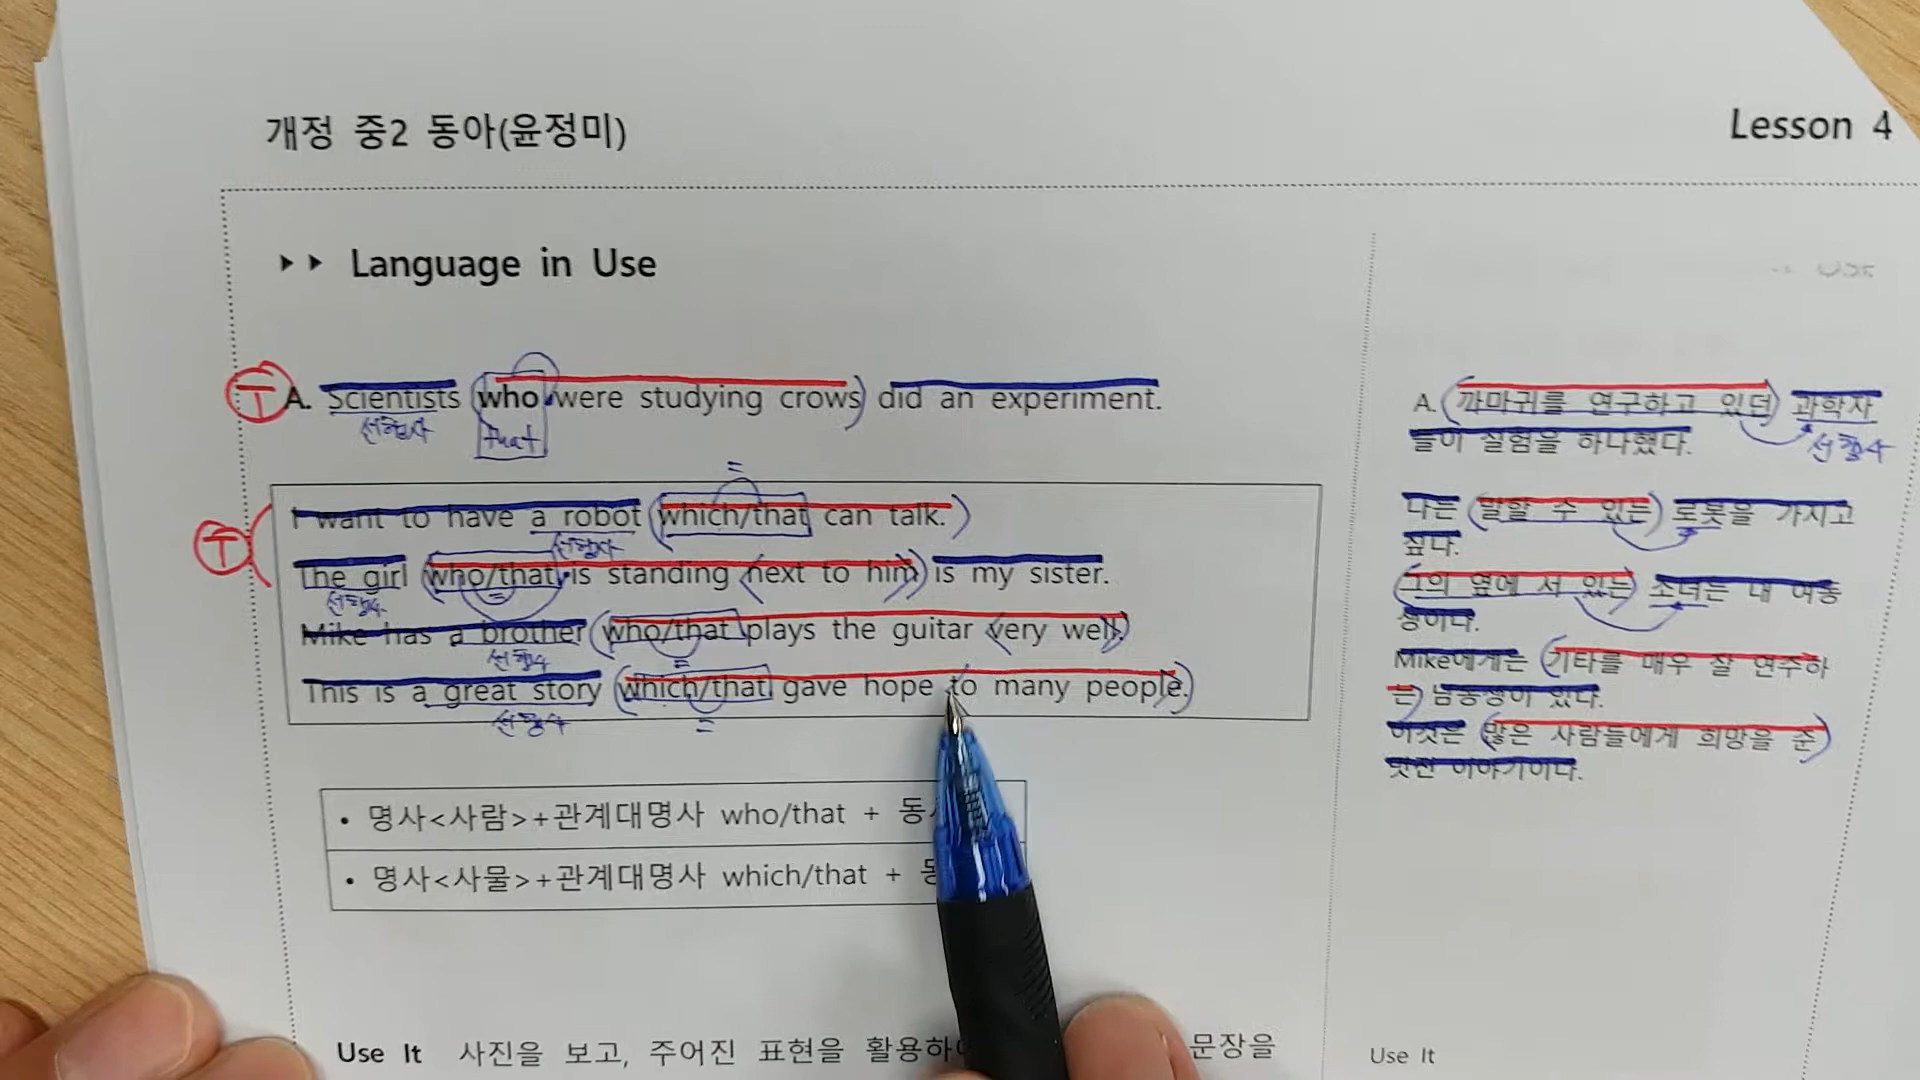 개정 중2 동아(윤정미)
Lesson 4
▶▶ Language in Use
T
A. Scientists who were studying crows) did an experiment.
선행사
that
=
T
I want to have a robot (which/that can talk.)
선행사
The girl (who/that is standing <next to him>) is my sister.
선행사
=
Mike has a brother (who/that plays the guitar <very well.>)
선행사
=
This is a great story (which/that gave hope to many people.)
선행사
=
• 명사<사람>+관계대명사 who/that +
• 명사<사물>+관계대명사 which/that +
Use It 사진을 보고, 주어진 표현을 문장을
A. (까마귀를 연구하고 있던) 과학자
들이 실험을 하나했다.
선행사
나는 (말할 수 있는) 로봇을 가지고
싶다.
(그의 옆에 서 있는) 소녀는 내 여동
생이다.
Mike에게는 (기타를 매우 잘 연주하
는) 남동생이 있다.
이것은 (많은 사람들에게 희망을 준)
멋진 이야기이다.
Use It